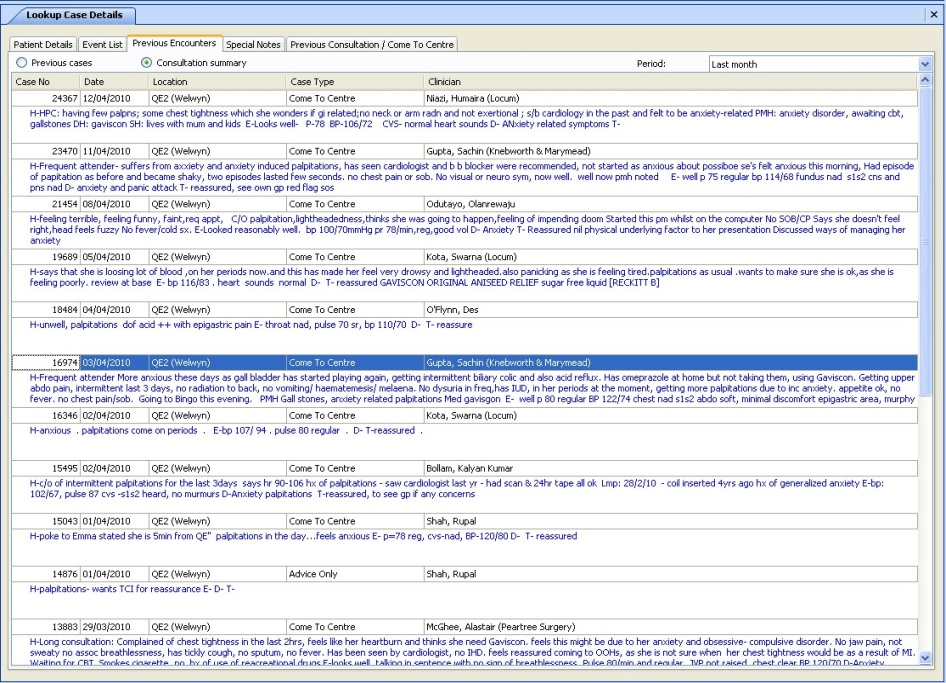 Lookup Case Details
Patient Details Event List Previous Encounters Special Notes Previous Consultation / Come To Centre
Previous cases Consultation summary Period: Last month
Case No Date Location Case Type Clinician
24367 12/04/2010 QE2 (Welwyn) Come To Centre Niazi, Humaira (Locum)
H-HPC: having few palpns; some chest tightness which she wonders if gi related;no neck or arm radn and not exertional ; s/b cardiology in the past and felt to be anxiety-related PMH: anxiety disorder, awaiting cbt,
gallstones DH: gaviscon SH: lives with mum and kids E-Looks well- P-78 BP-106/72 CVS- normal heart sounds D- ANxiety related symptoms T-
23470 11/04/2010 QE2 (Welwyn) Come To Centre Gupta, Sachin (Knebworth & Marymead)
H-Frequent attender- suffers from axxiety and anxiety induced palpitations, has seen cardiologist and b b blocker were recommended, not started as anxious about possiboe se's felt anxious this morning, Had episode
of papitation as before and became shaky, two episodes lasted few seconds. no chest pain or sob. No visual or neuro sym, now well. well now pmh noted E- well p 75 regular bp 114/68 fundus nad s1s2 cns and
pns nad D- anxiety and panic attack T- reassured, see own gp red flag sos
21454 08/04/2010 QE2 (Welwyn) Come To Centre Odutayo, Olanrewaju
H-feeling terrible, feeling funny, faint,req appt, C/O palpitation,lightheadedness,thinks she was going to happen,feeling of impending doom Started this pm whilst on the computer No SOB/CP Says she doesn't feel
right,head feels fuzzy No fever/cold sx. E-Looked reasonably well. bp 100/70mmHg pr 78/min,reg,good vol D- Anxiety T- Reassured nil physical underlying factor to her presentation Discussed ways of managing her
anxiety
19689 05/04/2010 QE2 (Welwyn) Come To Centre Kota, Swarna (Locum)
H-says that she is loosing lot of blood ,on her periods now.and this has made her feel very drowsy and lightheaded.also panicking as she is feeling tired.palpitations as usual .wants to make sure she is ok,as she is
feeling poorly. review at base E- bp 116/83 . heart sounds normal D- T- reassured GAVISCON ORIGINAL ANISEED RELIEF sugar free liquid [RECKITT B]
18484 04/04/2010 QE2 (Welwyn) Come To Centre O'Flynn, Des
H-unwell, palpitations dof acid ++ with epigastric pain E- throat nad, pulse 70 sr, bp 110/70 D- T- reassure
16974 03/04/2010 QE2 (Welwyn) Come To Centre Gupta, Sachin (Knebworth & Marymead)
H-Frequent attender More anxious these days as gall bladder has started playing again, getting intermittent biliary colic and also acid reflux. Has omeprazole at home but not taking them, using Gaviscon. Getting upper
abdo pain, intermittent last 3 days, no radiation to back, no vomiting/ haematemesis/ melaena. No dysuria in freq,has IUD, in her periods at the moment, getting more palpitations due to inc anxiety. appetite ok, no
fever. no chest pain/sob. Going to Bingo this evening. PMH Gall stones, anxiety related palpitations Med gavisgon E- well p 80 regular BP 122/74 chest nad s1s2 abdo soft, minimal discomfort epigastric area, murphy
16346 02/04/2010 QE2 (Welwyn) Come To Centre Kota, Swarna (Locum)
H-anxious . palpitations come on periods . E-bp 107/ 94 . pulse 80 regular . D- T-reassured .
15495 02/04/2010 QE2 (Welwyn) Come To Centre Bollam, Kalyan Kumar
H-c/o of intermittent palpitations for the last 3days says hr 90-106 hx of palpitations - saw cardiologist last yr - had scan & 24hr tape all ok Lmp: 28/2/10 - coil inserted 4yrs ago hx of generalized anxiety E-bp:
102/67, pulse 87 cvs -s1s2 heard, no murmurs D-Anxiety palpitations T-reassured, to see gp if any concerns
15043 01/04/2010 QE2 (Welwyn) Come To Centre Shah, Rupal
H-poke to Emma stated she is 5min from QE" palpitations in the day...feels anxious E- p=78 reg, cvs-nad, BP-120/80 D- T- reassured
14876 01/04/2010 QE2 (Welwyn) Advice Only Shah, Rupal
H-palpitations- wants TCI for reassurance E- D- T-
13883 29/03/2010 QE2 (Welwyn) Come To Centre McGhee, Alastair (Peartree Surgery)
H-Long consultation: Complained of chest tightness in the last 2hrs, feels like her heartburn and thinks she need Gaviscon. feels this might be due to her anxiety and obsessive- compulsive disorder. No jaw pain, not
sweaty no assoc breathlessness, has tickly cough, no sputum, no fever. Has been seen by cardiologist, no IHD. feels reassured coming to OOHs, as she is not sure when her chest tightness would be as a result of MI.
Waiting for CBT. Smokes cigarette, no hx of use of reacreational drugs E-looks well, talking in sentence with no sign of breathlessness. Pulse 80/min and regular. JVP not raised. chest clear BP 120/70 D-Anxiety